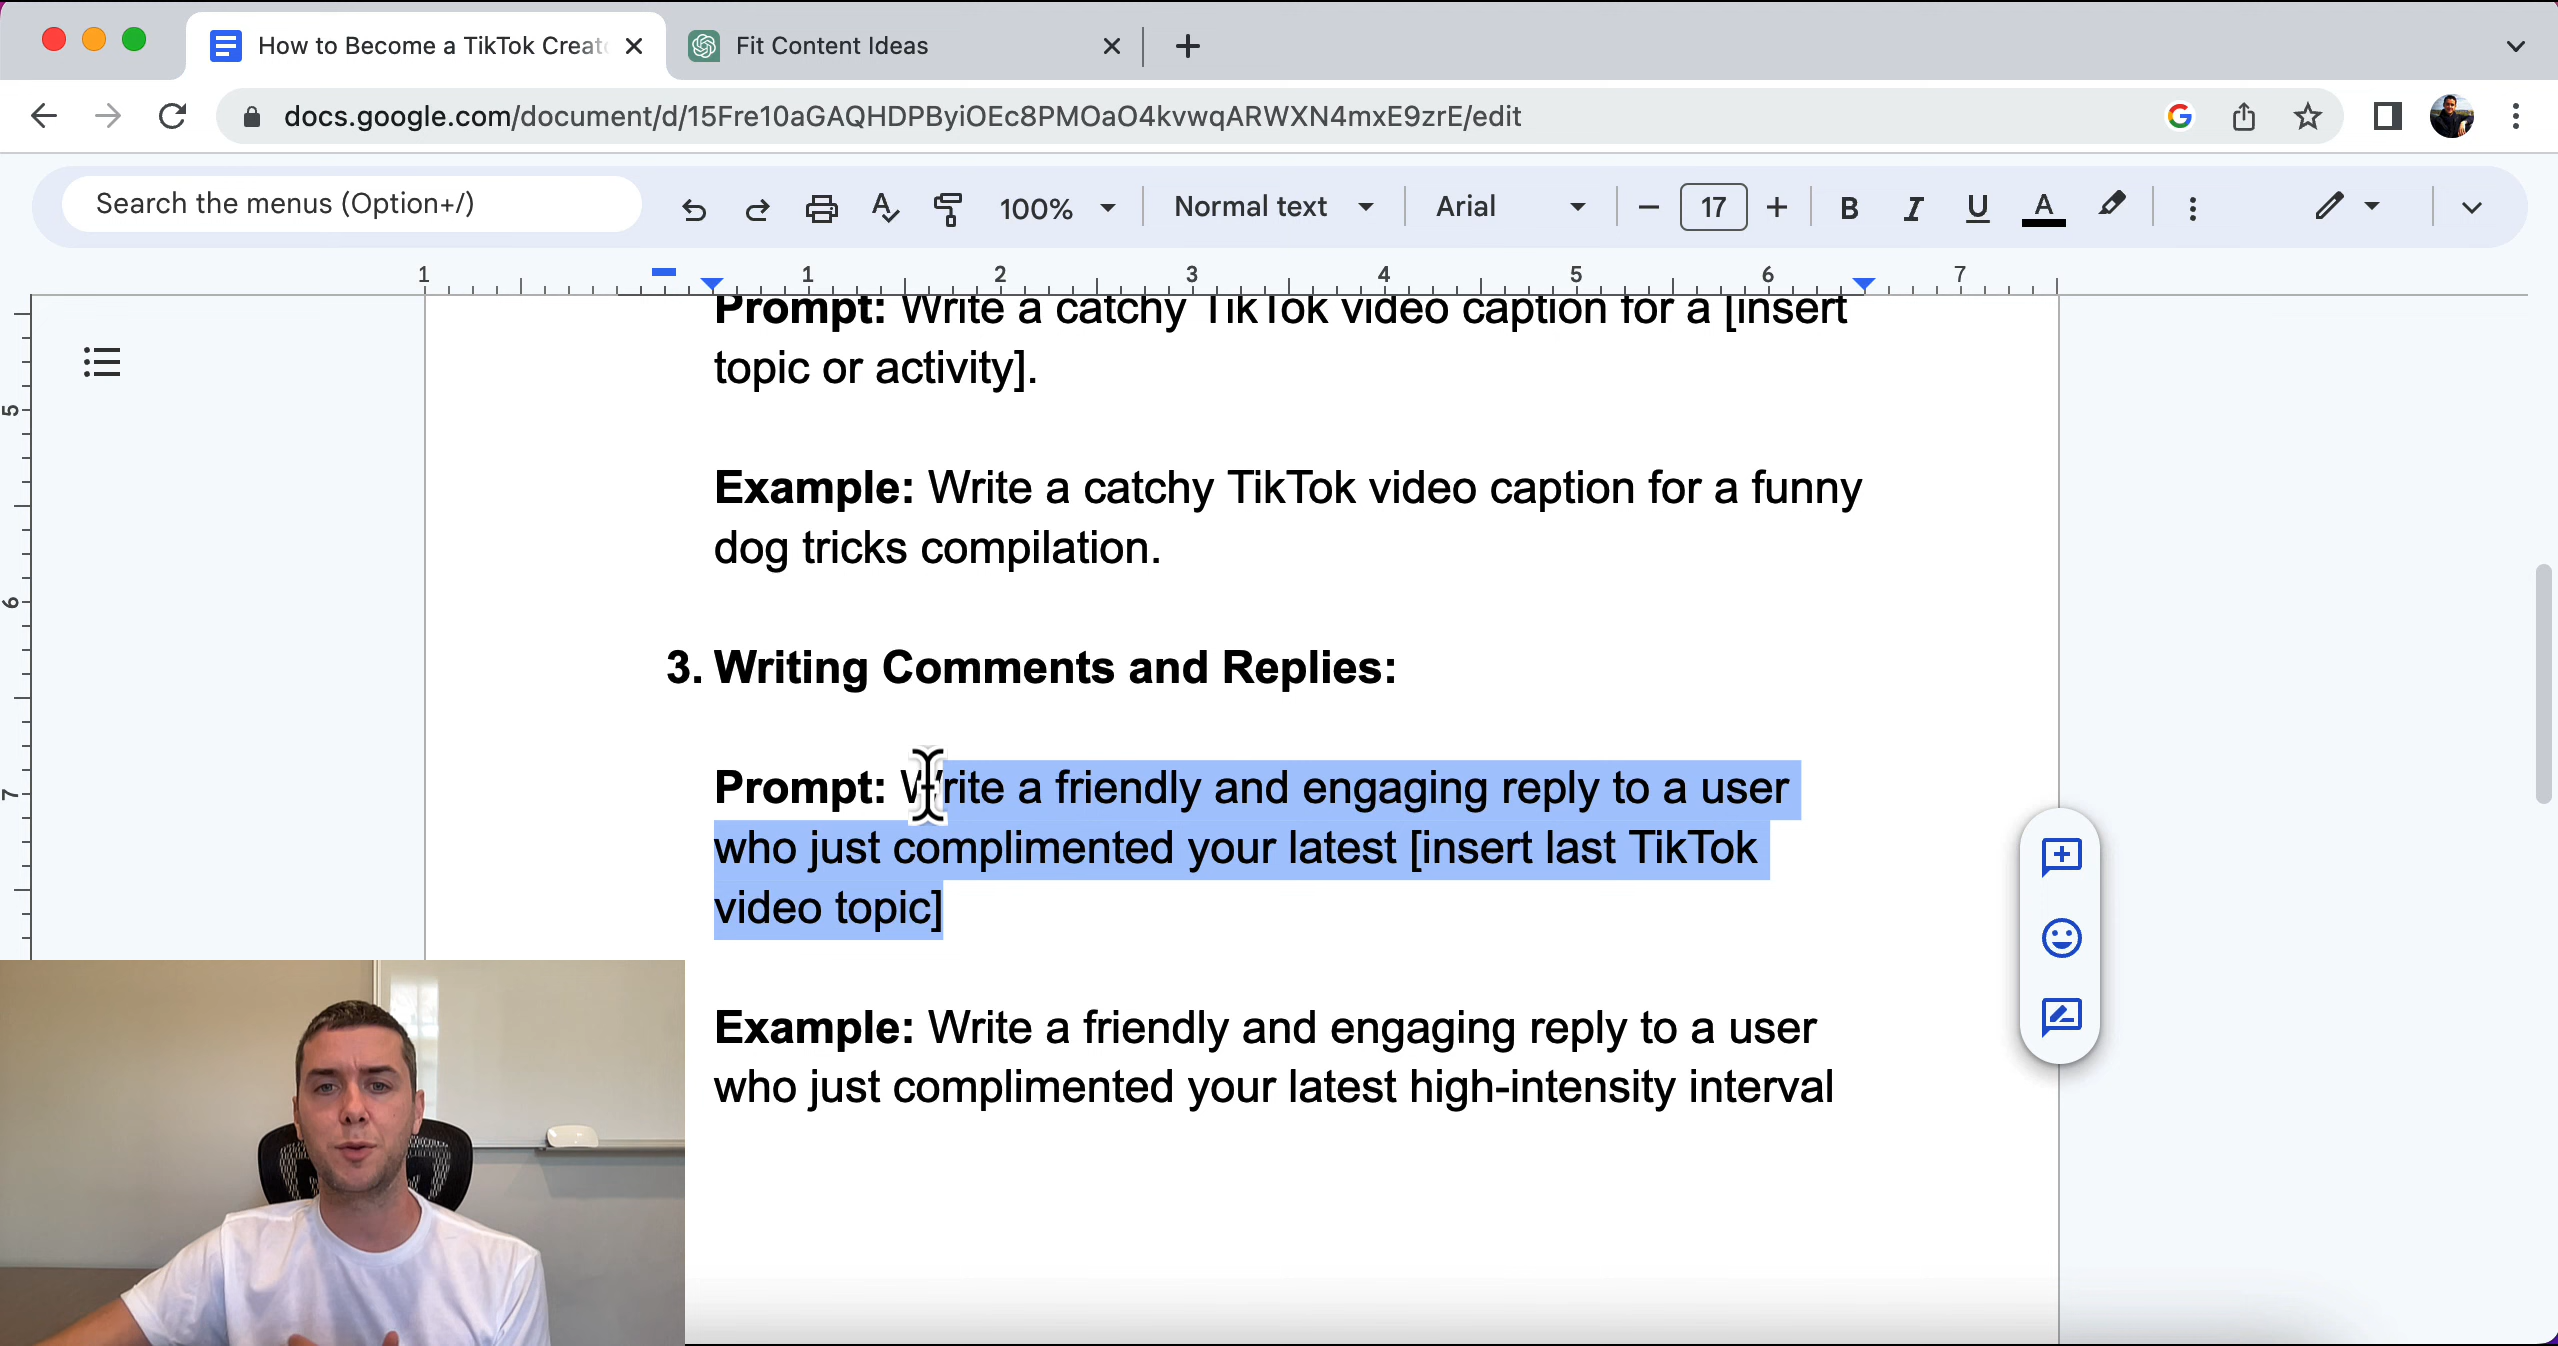 How to Become a TikTok Creat
Fit Content Ideas
docs.google.com/document/d/15Fre10aGAQHDPByiOEc8PMOaO4kvwqARWXN4mxE9zrE/edit
Search the menus (Option+/)
100%
Normal text
Arial
17
B
I
U
A
1 1 2 3 4 5 6 7
Prompt: Write a catchy TikTok video caption for a [insert
topic or activity].
5
Example: Write a catchy TikTok video caption for a funny
dog tricks compilation.
6
3. Writing Comments and Replies:
Prompt: Write a friendly and engaging reply to a user
7
who just complimented your latest [insert last TikTok
video topic]
Example: Write a friendly and engaging reply to a user
who just complimented your latest high-intensity interval